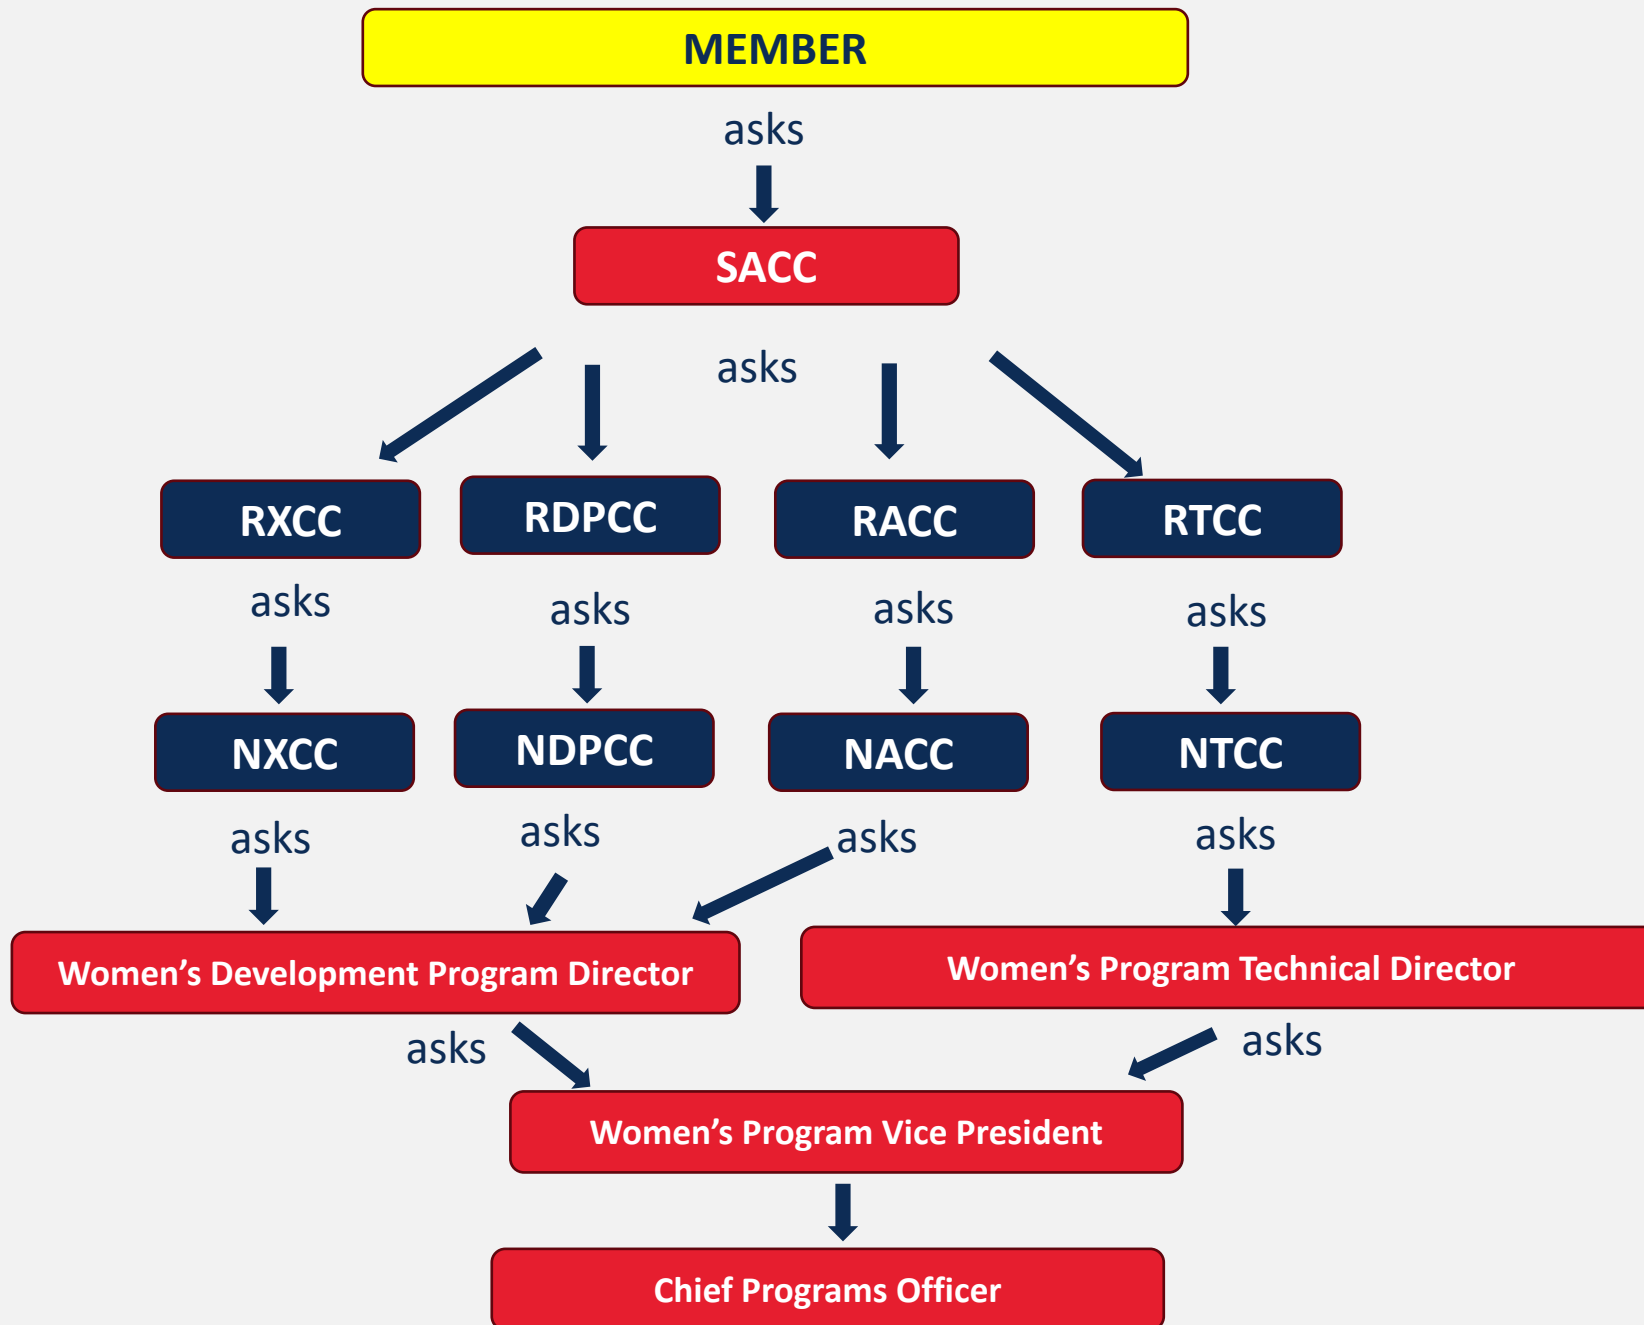 MEMBER
asks
SACC
asks
RXCC
RDPCC
RACC
RTCC
asks
asks
asks
asks
NXCC
NDPCC
NACC
NTCC
asks
asks
asks
asks
Women’s Development Program Director
Women’s Program Technical Director
asks
asks
Women’s Program Vice President
Chief Programs Officer